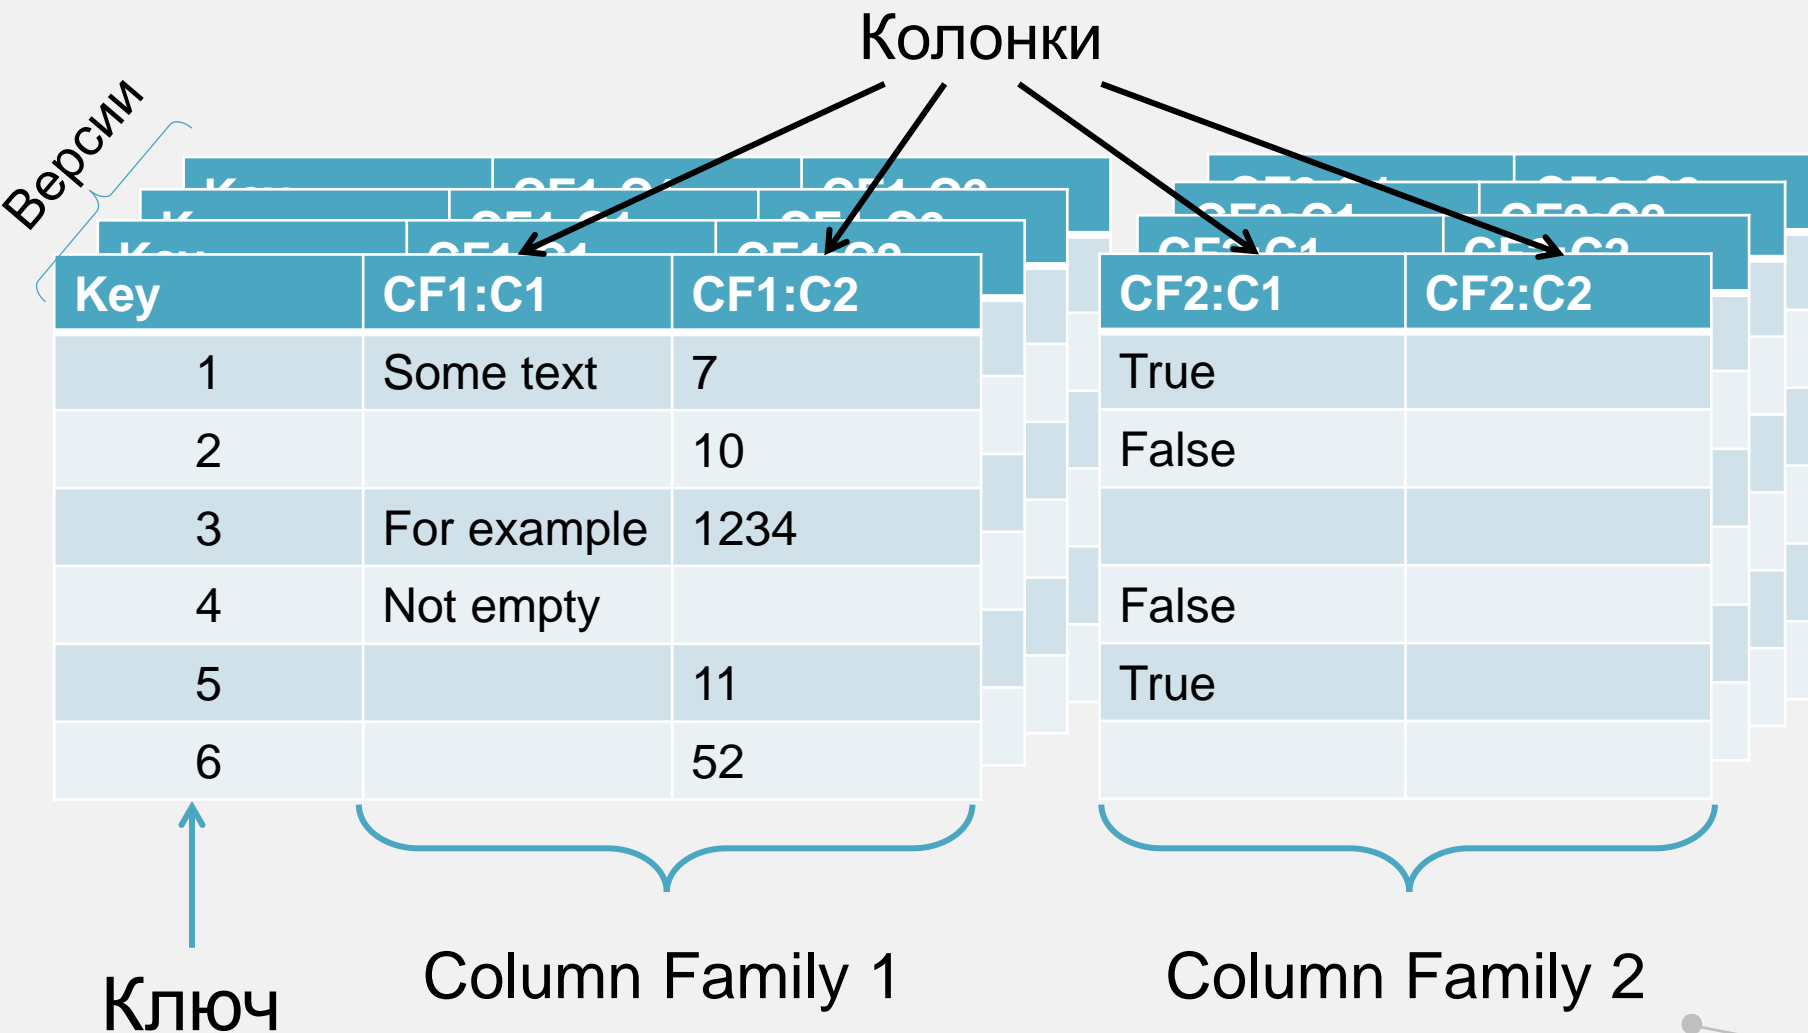 Колонки
Версии
Key CF1:C1 CF1:C2 CF2:C1 CF2:C2
1 Some text 7 True
2 10 False
3 For example 1234
4 Not empty False
5 11 True
6 52
Ключ Column Family 1 Column Family 2